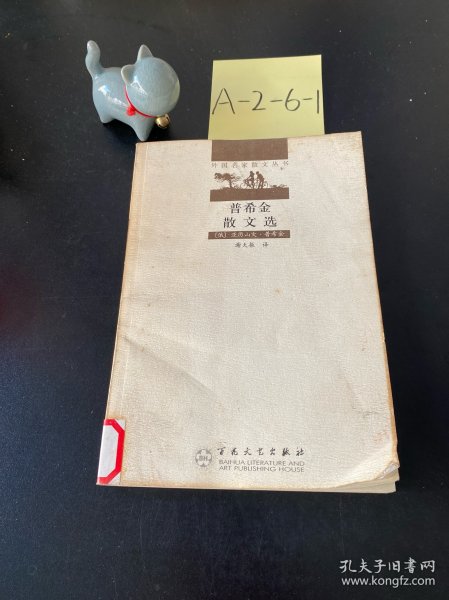 A-2-6-1
外国名家散文丛书
普希金
散文选
〔俄〕亚历山大·普希金
谢天振 译
百花文艺出版社
BAIHUA LITERATURE AND
ART PUBLISHING HOUSE
孔夫子旧书网
www.kongfz.com